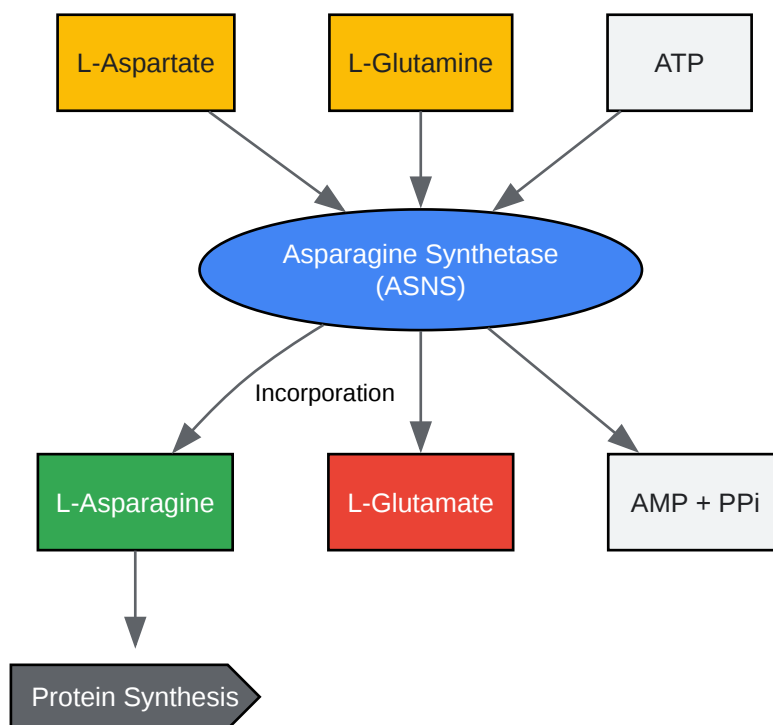 L-Aspartate
L-Glutamine
ATP
Asparagine Synthetase
(ASNS)
Incorporation
L-Asparagine
L-Glutamate
AMP + PPi
Protein Synthesis